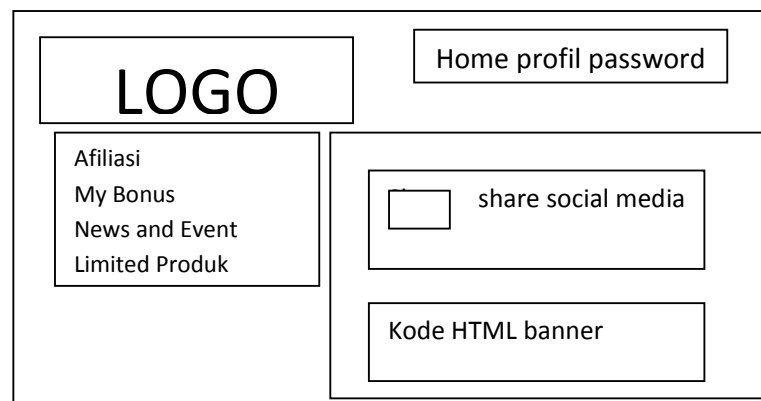 LOGO
Home profil password
Afiliasi
My Bonus
News and Event
Limited Produk
share social media
Kode HTML banner